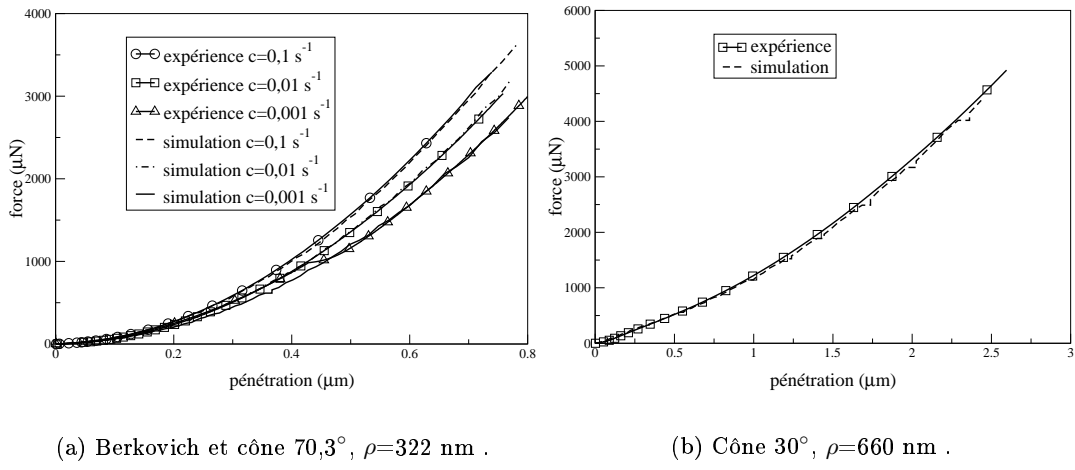 4000
3000
2000
1000
0
force (μN)
expérience c=0,1 s-1
expérience c=0,01 s-1
expérience c=0,001 s-1
simulation c=0,1 s-1
simulation c=0,01 s-1
simulation c=0,001 s-1
0 0.2 0.4 0.6 0.8
pénétration (μm)
(a) Berkovich et cône 70,3°, ρ=322 nm .
6000
5000
4000
3000
2000
1000
0
force (μN)
expérience
simulation
0 0.5 1 1.5 2 2.5 3
pénétration (μm)
(b) Cône 30°, ρ=660 nm .